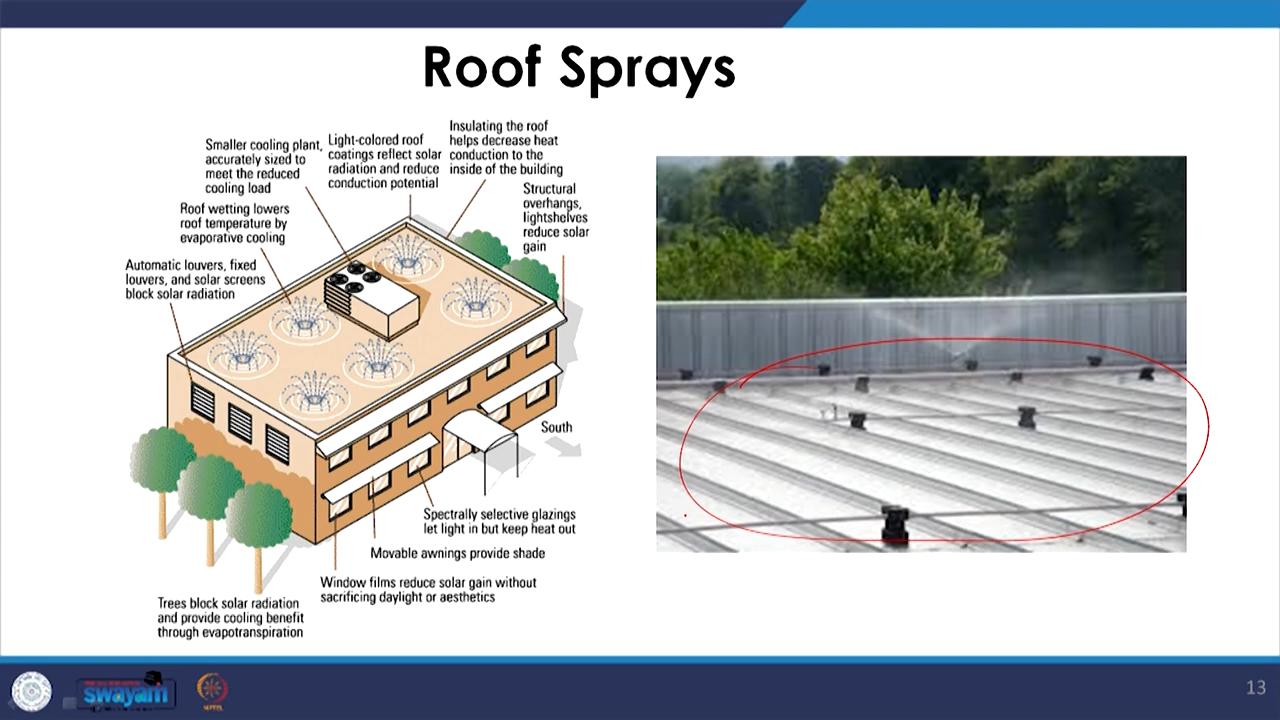 Roof Sprays
Smaller cooling plant,
accurately sized to
meet the reduced
cooling load
Light-colored roof
coatings reflect solar
radiation and reduce
conduction potential
Insulating the roof
helps decrease heat
conduction to the
inside of the building
Structural
overhangs,
lightshelves
reduce solar
gain
Roof wetting lowers
roof temperature by
evaporative cooling
Automatic louvers, fixed
louvers, and solar screens
block solar radiation
South
Spectrally selective glazings
let light in but keep heat out
Movable awnings provide shade
Window films reduce solar gain without
sacrificing daylight or aesthetics
Trees block solar radiation
and provide cooling benefit
through evapotranspiration
swayam
13